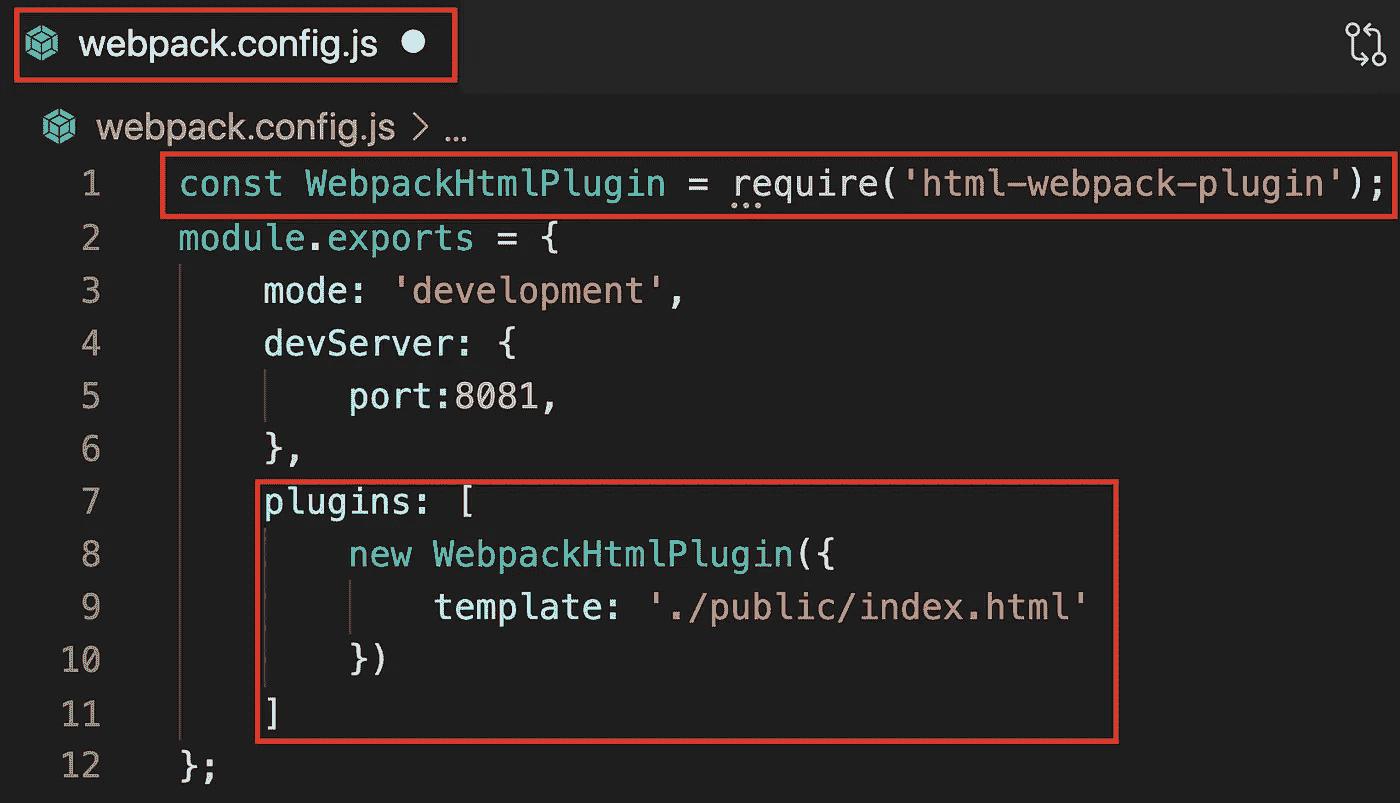 webpack.config.js
webpack.config.js > ...
1 const WebpackHtmlPlugin = require('html-webpack-plugin');
2 module.exports = {
3     mode: 'development',
4     devServer: {
5         port:8081,
6     },
7     plugins: [
8         new WebpackHtmlPlugin({
9             template: './public/index.html'
10         })
11     ]
12 };